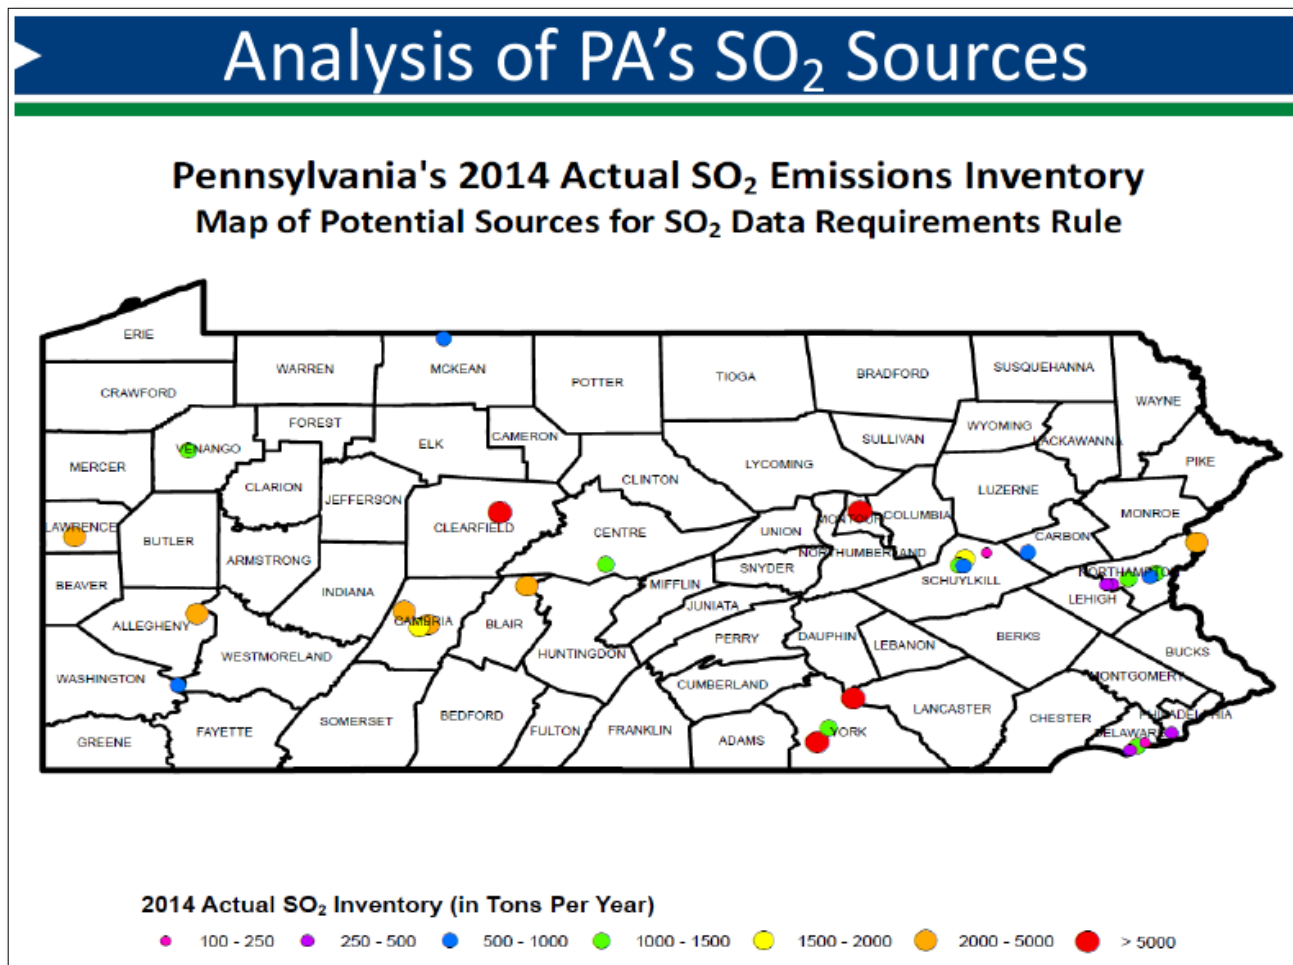 Analysis of PA's SO₂ Sources
Pennsylvania's 2014 Actual SO₂ Emissions Inventory
Map of Potential Sources for SO₂ Data Requirements Rule
ERIE
WARREN
MCKEAN
POTTER
TIOGA
BRADFORD
SUSQUEHANNA
CRAWFORD
WAYNE
FOREST
ELK
CAMERON
SULLIVAN
WYOMING
LACKAWANNA
VENANGO
MERCER
CLARION
JEFFERSON
CLINTON
LYCOMING
PIKE
LUZERNE
LAWRENCE
BUTLER
CLEARFIELD
CENTRE
UNION
MONTOUR
COLUMBIA
MONROE
CARBON
ARMSTRONG
NORTHUMBERLAND
SNYDER
BEAVER
INDIANA
MIFFLIN
SCHUYLKILL
NORTHAMPTON
LEHIGH
JUNIATA
ALLEGHENY
CAMBRIA
BLAIR
PERRY
DAUPHIN
LEBANON
BERKS
WESTMORELAND
HUNTINGDON
BUCKS
WASHINGTON
CUMBERLAND
MONTGOMERY
SOMERSET
BEDFORD
LANCASTER
CHESTER
PHILADELPHIA
GREENE
FAYETTE
FULTON
FRANKLIN
ADAMS
YORK
DELAWARE
2014 Actual SO₂ Inventory (in Tons Per Year)
100 - 250 250 - 500 500 - 1000 1000 - 1500 1500 - 2000 2000 - 5000 > 5000